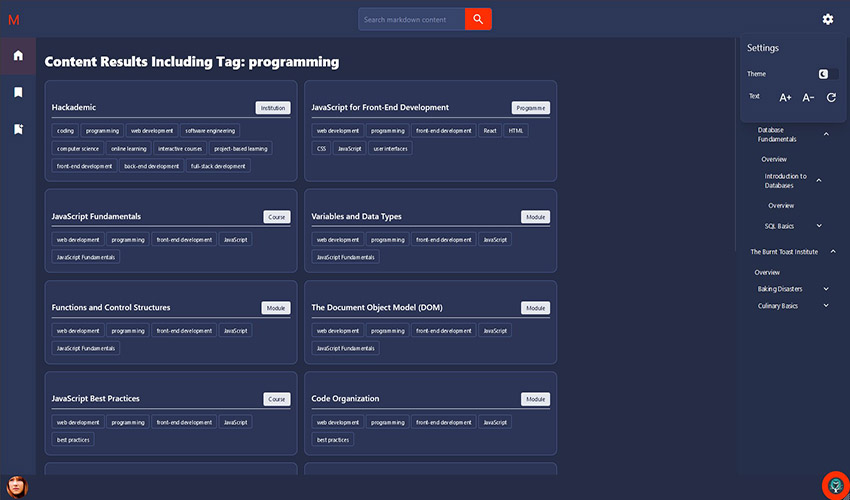 M
Search markdown content
Settings
Theme
Text A+ A−
Content Results Including Tag: programming
Hackademic Institution
coding programming web development software engineering
computer science online learning interactive courses project-based learning
front-end development back-end development full-stack development
JavaScript for Front-End Development Programme
web development programming front-end development React HTML
CSS JavaScript user interfaces
JavaScript Fundamentals Course
web development programming front-end development JavaScript
JavaScript Fundamentals
Variables and Data Types Module
web development programming front-end development JavaScript
JavaScript Fundamentals
Functions and Control Structures Module
web development programming front-end development JavaScript
JavaScript Fundamentals
The Document Object Model (DOM) Module
web development programming front-end development JavaScript
JavaScript Fundamentals
JavaScript Best Practices Course
web development programming front-end development JavaScript
best practices
Code Organization Module
web development programming front-end development JavaScript
best practices
Database
Fundamentals
Overview
Introduction to
Databases
Overview
SQL Basics
The Burnt Toast Institute
Overview
Baking Disasters
Culinary Basics